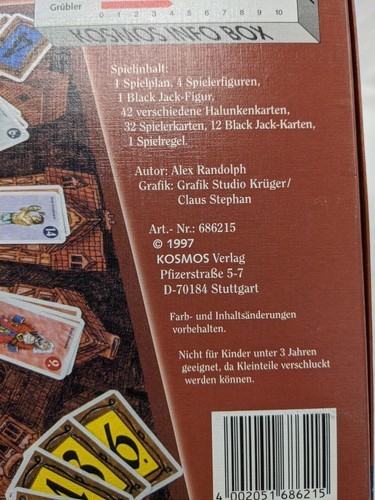 Grübler
0 1 2 3 4 5 6 7 8 9 10
KOSMOS INFO BOX
Spielinhalt:
1 Spielplan, 4 Spielerfiguren,
1 Black Jack-Figur,
42 verschiedene Halunkenkarten,
32 Spielerkarten, 12 Black Jack-Karten,
1 Spielregel.
Autor: Alex Randolph
Grafik: Grafik Studio Krüger/
Claus Stephan
Art.- Nr.: 686215
© 1997
KOSMOS Verlag
Pfizerstraße 5-7
D-70184 Stuttgart
Farb- und Inhaltsänderungen
vorbehalten.
Nicht für Kinder unter 3 Jahren
geeignet, da Kleinteile verschluckt
werden können.
14
6.
4 002051 686215